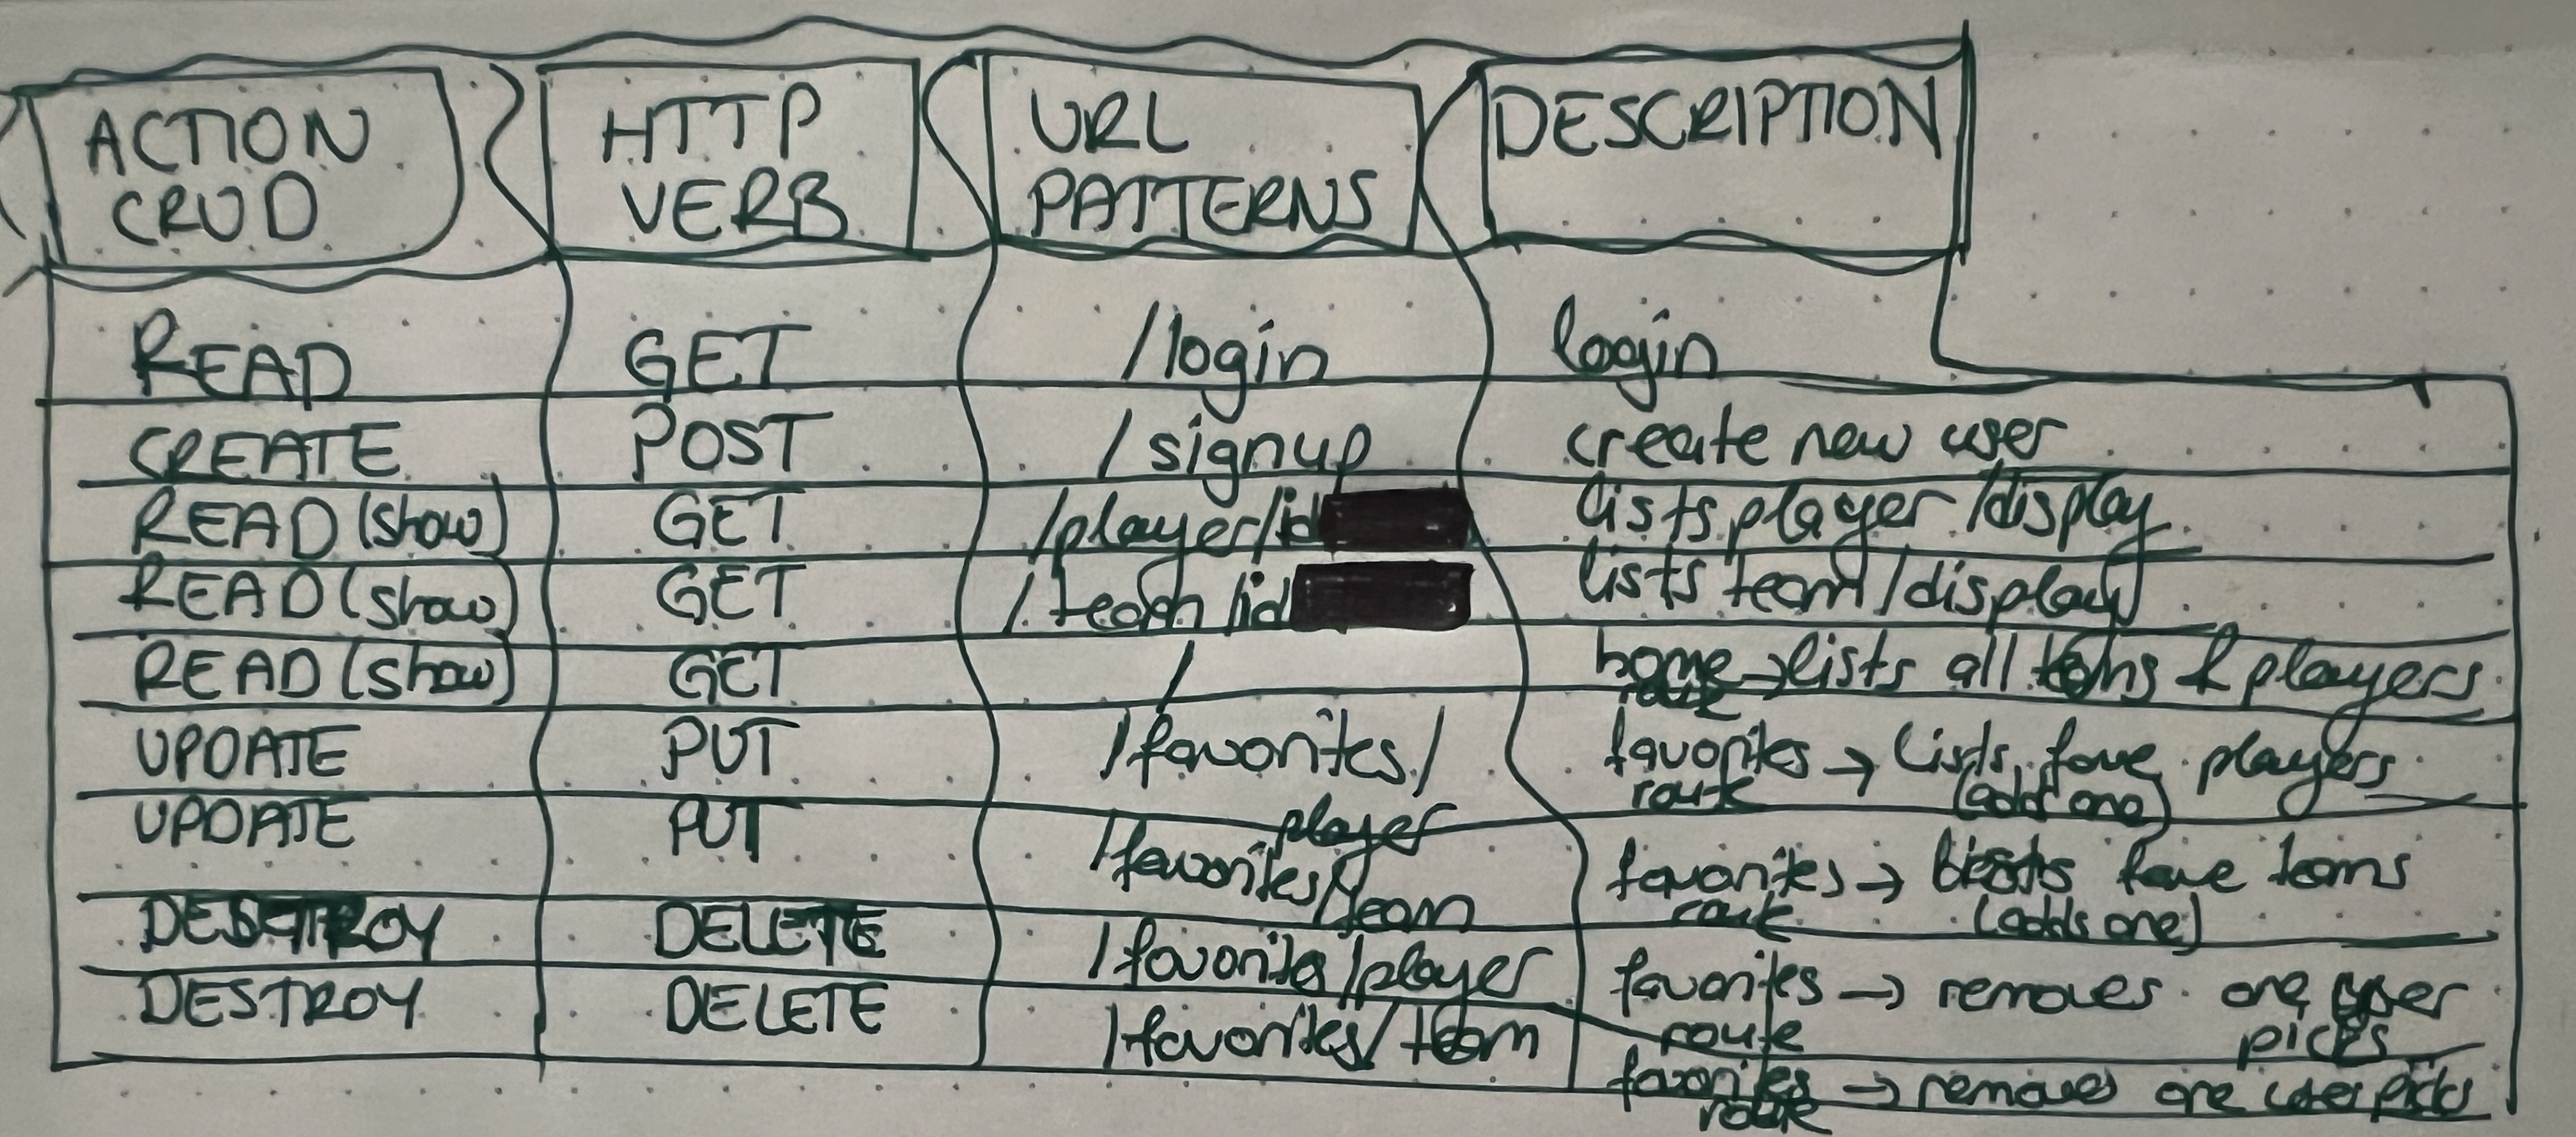 ACTION CRUD HTTP VERB URL PATTERNS DESCRIPTION
READ GET /login login
CREATE POST /signup create new user
READ (show) GET /player/id lists player/display
READ (show) GET /team/id lists team/display
READ (show) GET / home route → lists all teams & players
UPDATE PUT /favorites/player favorites route → lists fave players (add one)
UPDATE PUT /favorites/team favorites route → lists fave teams (adds one)
DESTROY DELETE /favorites/player favorites route → removes one user picks
DESTROY DELETE /favorites/team favorites route → removes one user picks